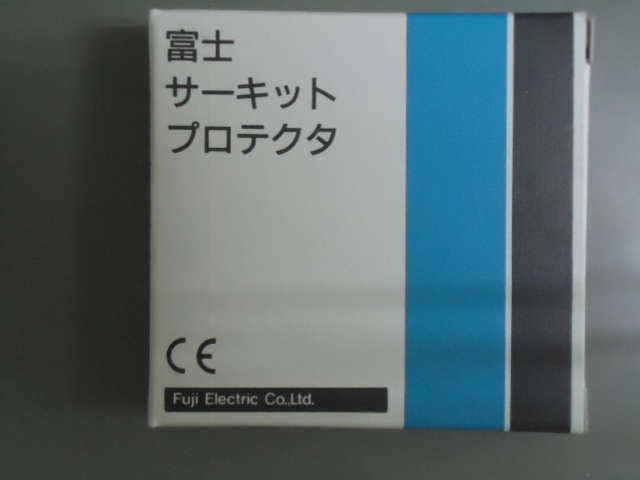 富士
サーキット
プロテクタ
CE
Fuji Electric Co.,Ltd.